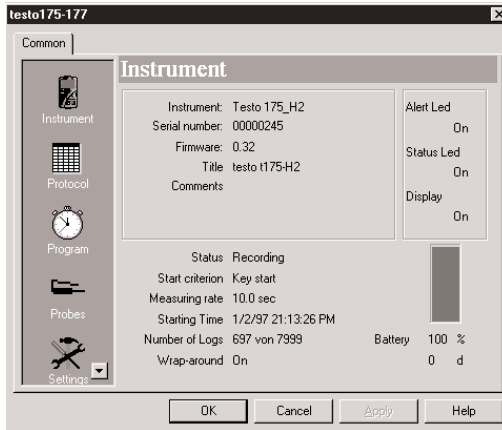 testo175-177
Common
Instrument
Protocol
Program
Probes
Settings
Instrument
Instrument: Testo 175_H2
Serial number: 00000245
Firmware: 0.32
Title testo t175-H2
Comments
Alert Led
On
Status Led
On
Display
On
Status Recording
Start criterion Key start
Measuring rate 10.0 sec
Starting Time 1/2/97 21:13:26 PM
Number of Logs 697 von 7999
Wrap-around On
Battery 100 %
0 d
OK Cancel Apply Help